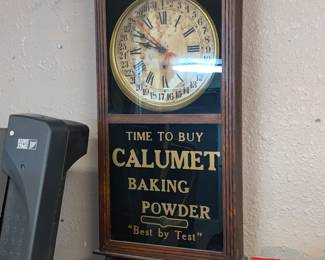 TIME TO BUY
CALUMET
BAKING
POWDER
"Best by Test"